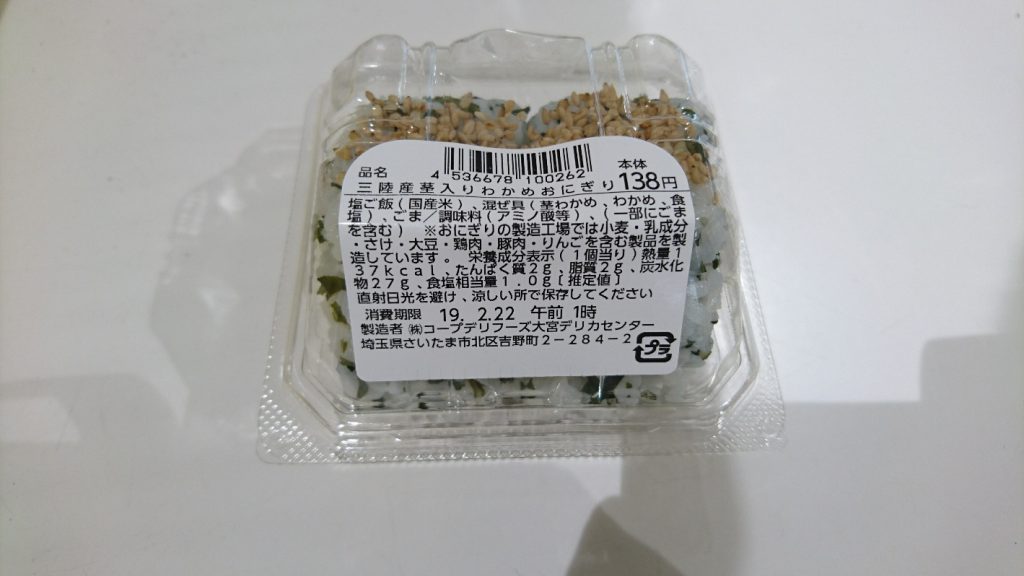 4 536678 100262
品名
本体
三陸産茎入りわかめおにぎり 138円
塩ご飯(国産米)、混ぜ具(茎わかめ、わかめ、食
塩)、ごま/調味料(アミノ酸等)、(一部にごま
を含む) ※おにぎりの製造工場では小麦・乳成分
・さけ・大豆・鶏肉・豚肉・りんごを含む製品を製
造しています。 栄養成分表示(1個当り)熱量1
37kcal、たんぱく質2g、脂質2g、炭水化
物27g、食塩相当量1.0g[推定値]
直射日光を避け、涼しい所で保存してください
消費期限 19. 2.22 午前 1時
製造者 ㈱コープデリフーズ大宮デリカセンター
埼玉県さいたま市北区吉野町2-284-2
プラ